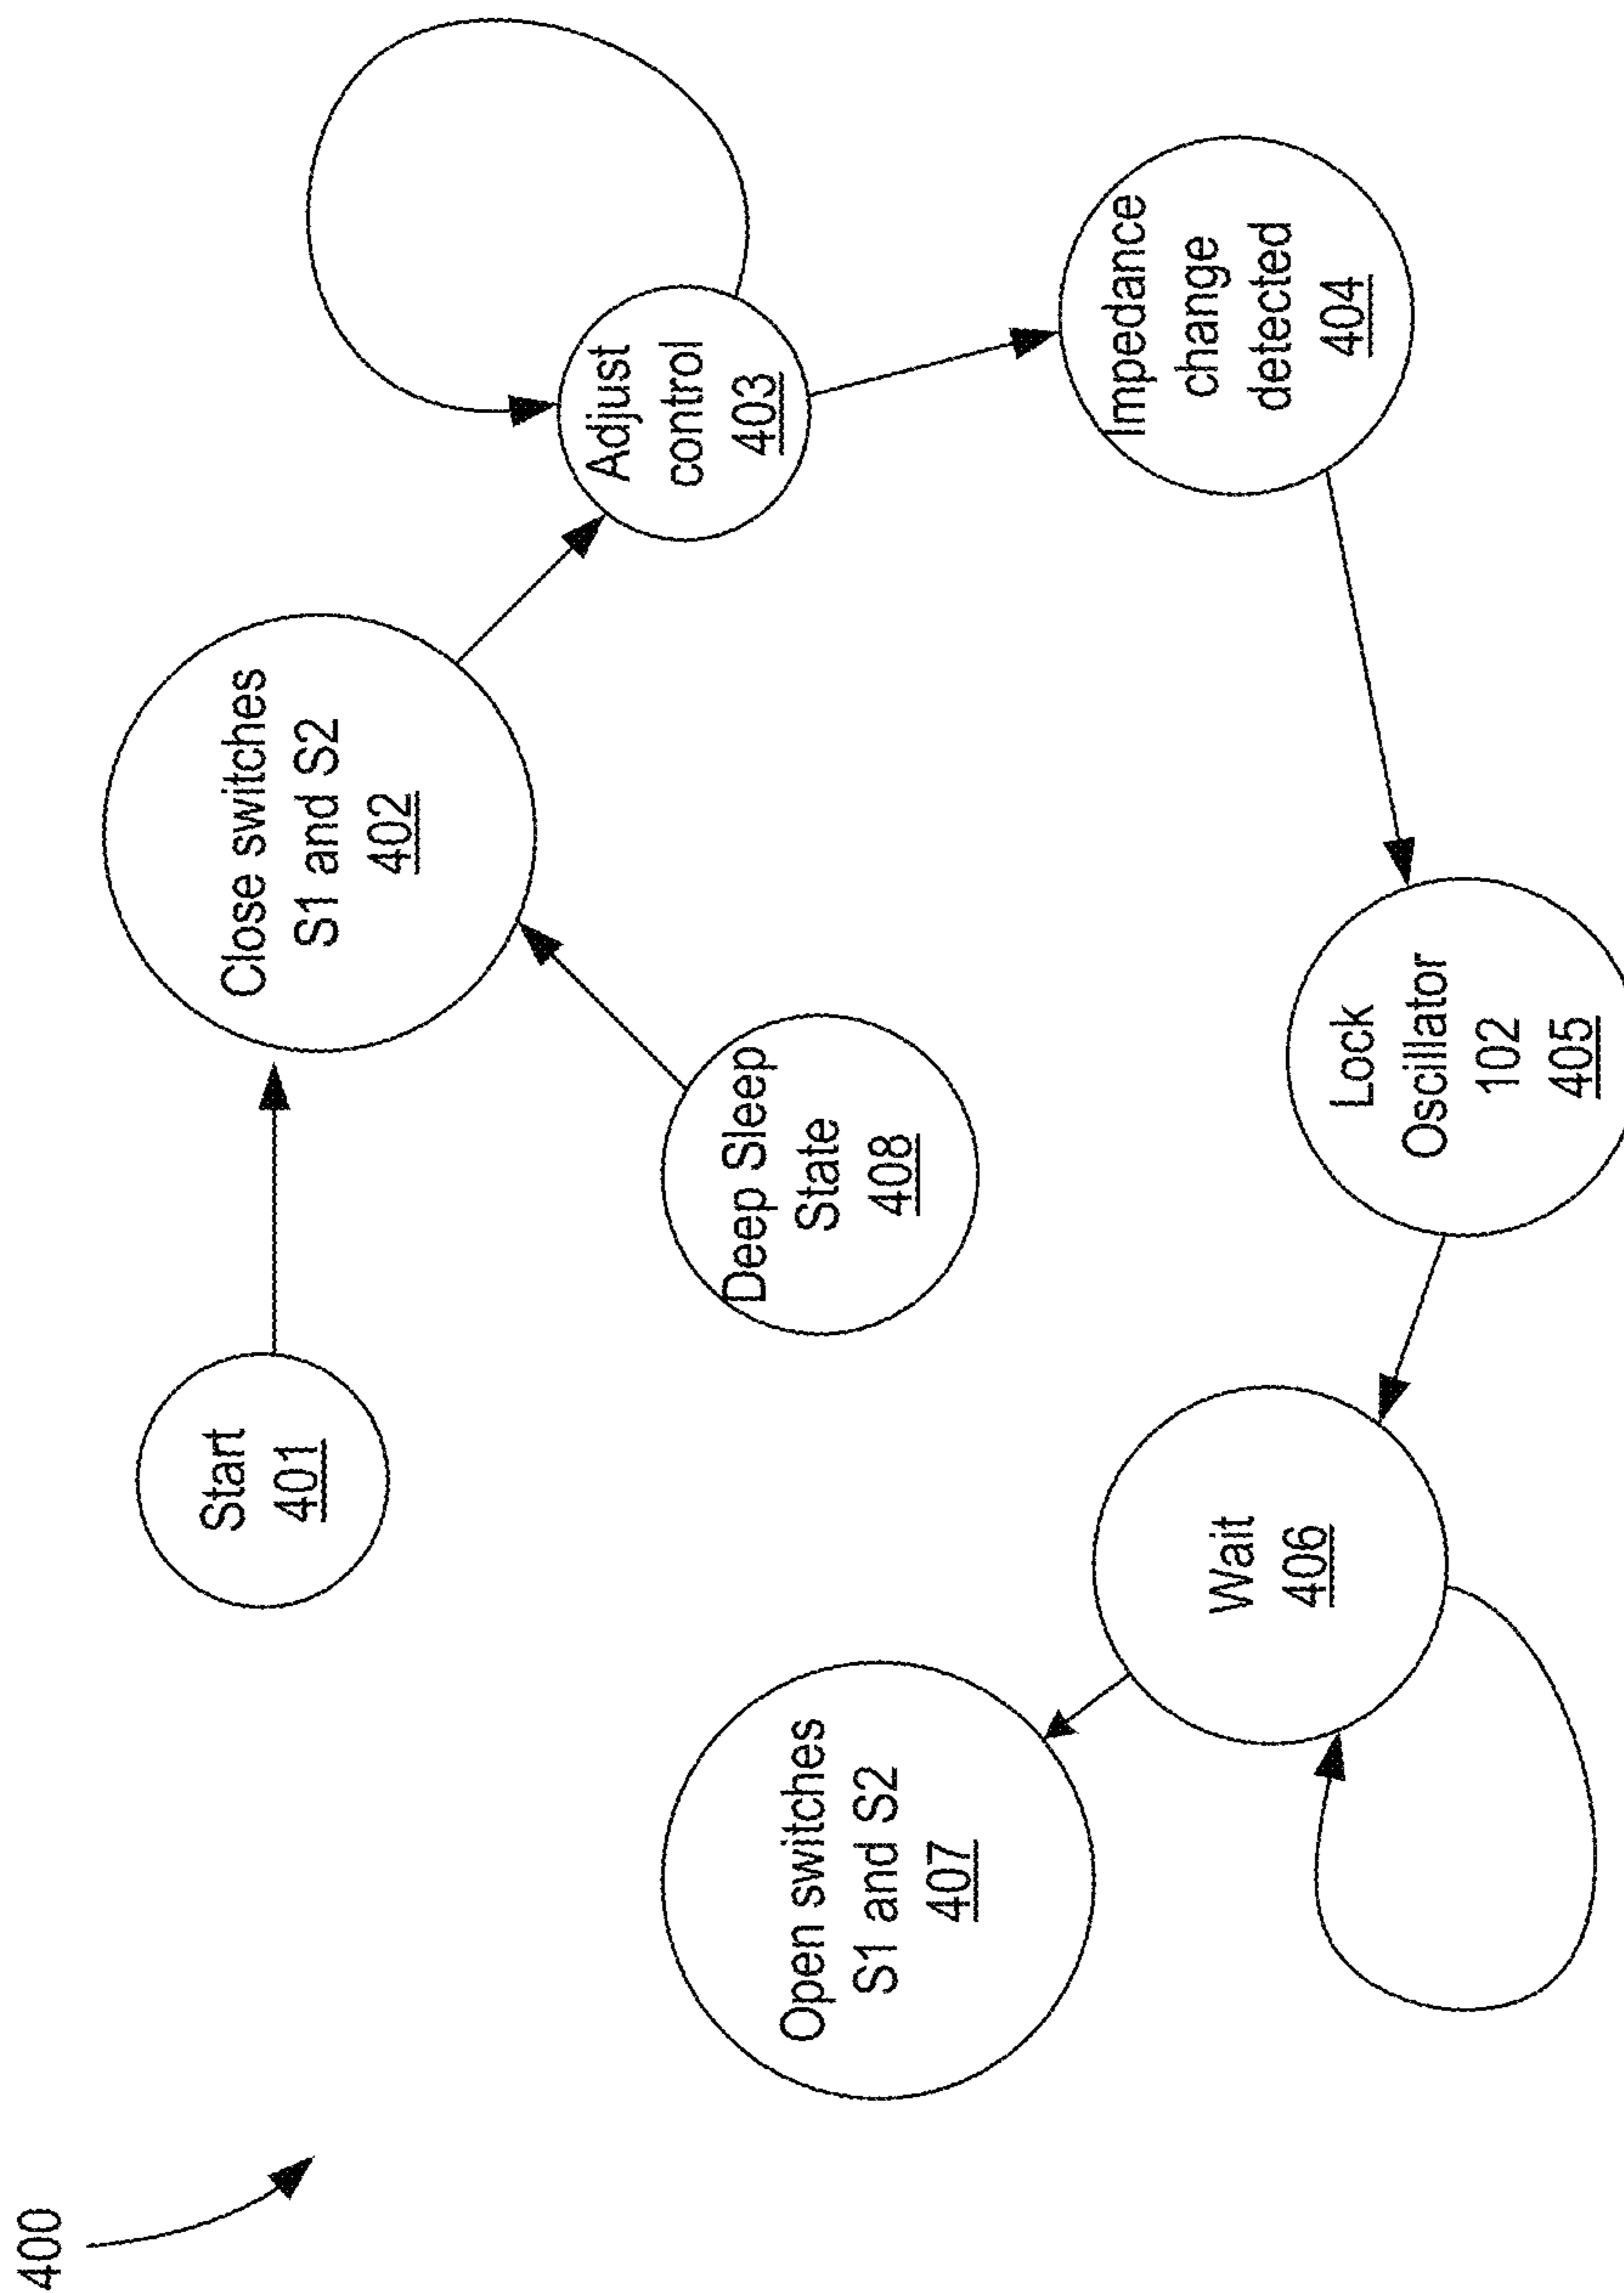 400
Start
401
Close switches
S1 and S2
402
Adjust
control
403
Deep Sleep
State
408
Impedance
change
detected
404
Lock
Oscillator
102
405
Wait
406
Open switches
S1 and S2
407